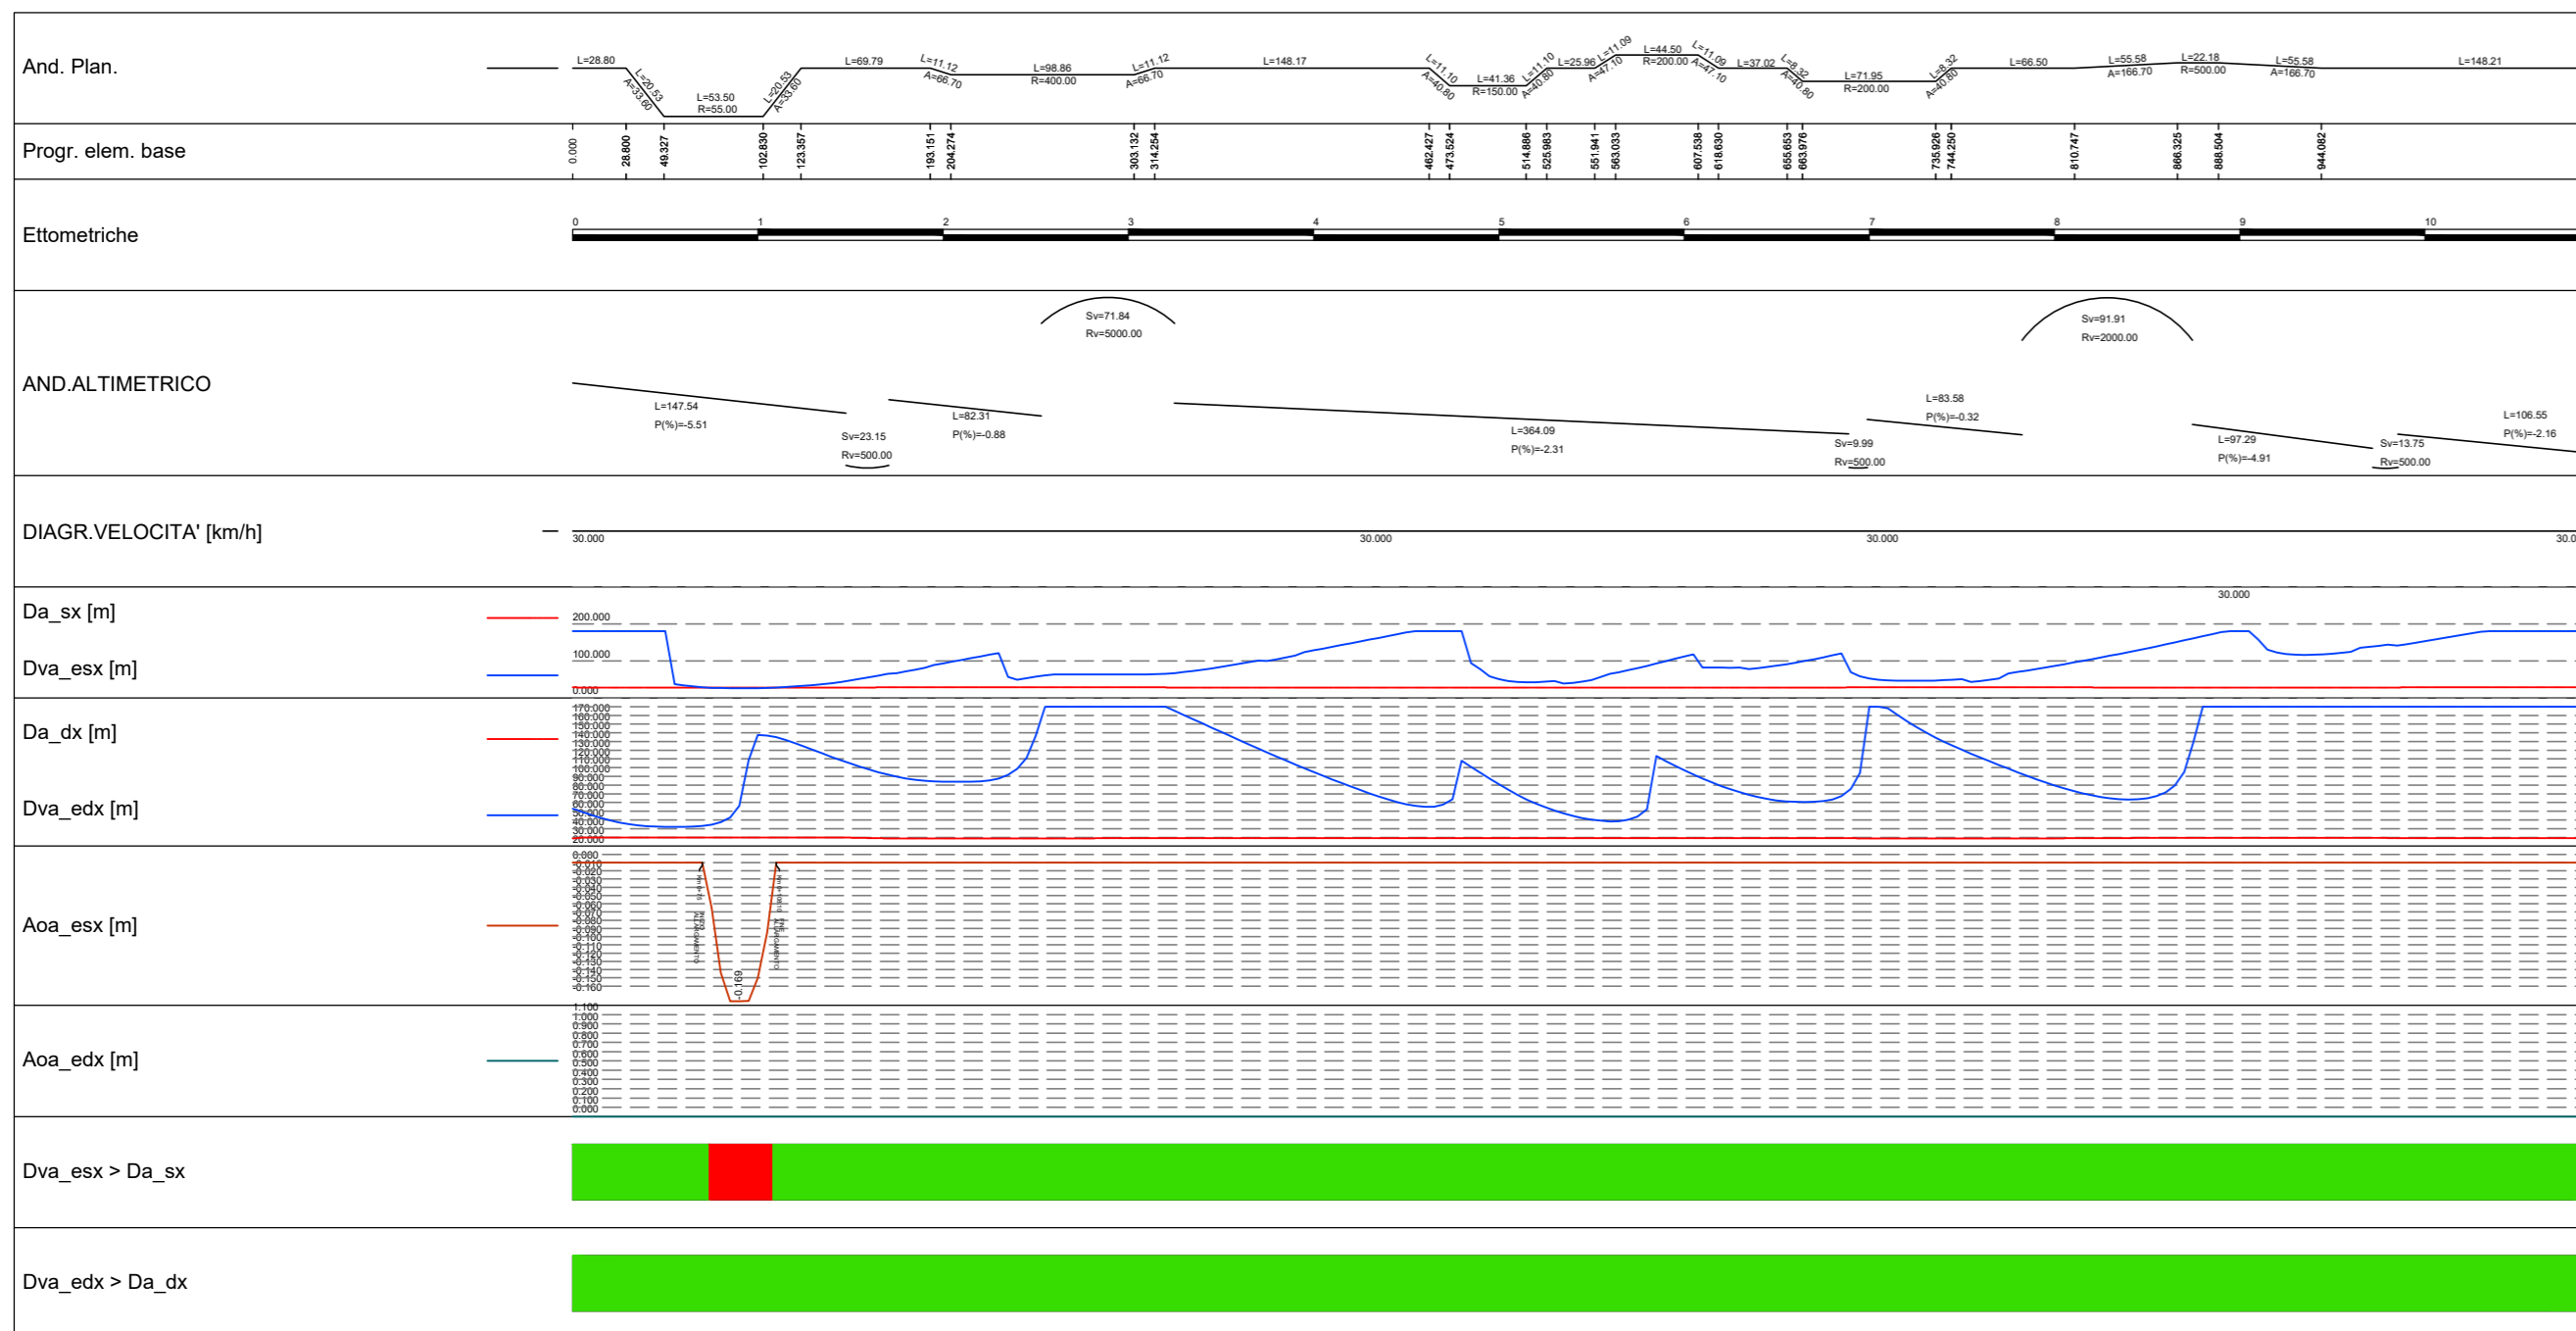 And. Plan.
L=28.80
L=20.53
A=33.60
L=53.50
R=55.00
L=20.53
A=33.60
L=69.79
L=11.12
A=66.70
L=98.86
R=400.00
L=11.12
A=66.70
L=148.17
L=11.10
A=40.80
L=41.36
R=150.00
L=11.10
A=40.80
L=25.96
L=11.09
A=47.10
L=44.50
R=200.00
L=11.09
A=47.10
L=37.02
L=8.32
A=40.80
L=71.95
R=200.00
L=8.32
A=40.80
L=66.50
L=55.58
A=166.70
L=22.18
R=500.00
L=55.58
A=166.70
L=148.21
Progr. elem. base
0.000
28.800
49.327
102.830
123.357
193.151
204.274
303.132
314.254
462.427
473.524
514.886
525.983
551.941
563.033
607.538
618.630
655.653
663.976
735.926
744.250
810.747
866.325
888.504
944.082
Ettometriche
0 1 2 3 4 5 6 7 8 9 10
AND.ALTIMETRICO
L=147.54
P(%)=-5.51
Sv=23.15
Rv=500.00
L=82.31
P(%)=-0.88
Sv=71.84
Rv=5000.00
L=364.09
P(%)=-2.31
Sv=9.99
Rv=500.00
L=83.58
P(%)=-0.32
Sv=91.91
Rv=2000.00
L=97.29
P(%)=-4.91
Sv=13.75
Rv=500.00
L=106.55
P(%)=-2.16
DIAGR.VELOCITA' [km/h]
30.000
30.000
30.000
30.0
30.000
Da_sx [m]
Dva_esx [m]
200.000
100.000
0.000
Da_dx [m]
Dva_edx [m]
170.000
160.000
150.000
140.000
130.000
120.000
110.000
100.000
90.000
80.000
70.000
60.000
50.000
40.000
30.000
20.000
Aoa_esx [m]
0.000
-0.010
-0.020
-0.030
-0.040
-0.050
-0.060
-0.070
-0.080
-0.090
-0.100
-0.110
-0.120
-0.130
-0.140
-0.150
-0.160
INIZIO
ALLARGAMENTO
-0.169
FINE
ALLARGAMENTO
Aoa_edx [m]
1.100
1.000
0.900
0.800
0.700
0.600
0.500
0.400
0.300
0.200
0.100
0.000
Dva_esx > Da_sx
Dva_edx > Da_dx